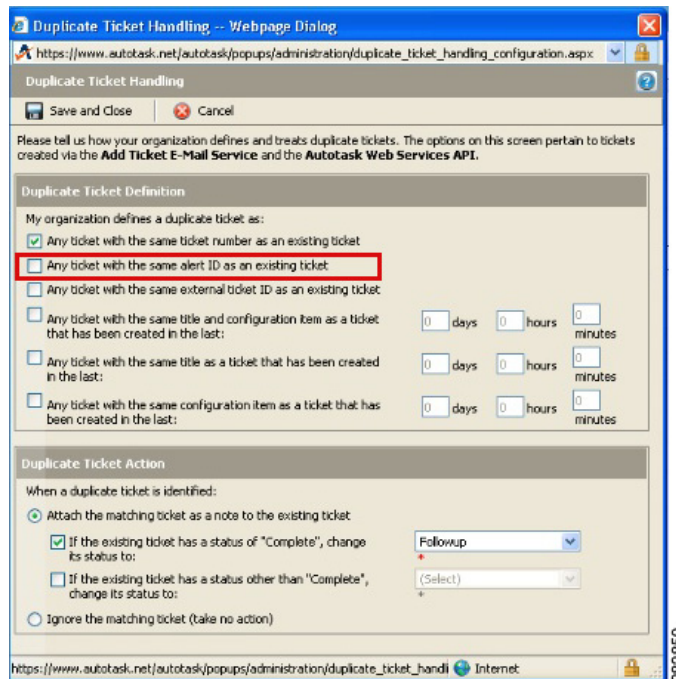 Duplicate Ticket Handling -- Webpage Dialog
https://www.autotask.net/autotask/popups/administration/duplicate_ticket_handling_configuration.aspx
Duplicate Ticket Handling
Save and Close Cancel
Please tell us how your organization defines and treats duplicate tickets. The options on this screen pertain to tickets
created via the Add Ticket E-Mail Service and the Autotask Web Services API.
Duplicate Ticket Definition
My organization defines a duplicate ticket as:
Any ticket with the same ticket number as an existing ticket
Any ticket with the same alert ID as an existing ticket
Any ticket with the same external ticket ID as an existing ticket
Any ticket with the same title and configuration item as a ticket 0 days 0 hours 0
that has been created in the last: minutes
Any ticket with the same title as a ticket that has been created 0 days 0 hours 0
in the last: minutes
Any ticket with the same configuration item as a ticket that has 0 days 0 hours 0
been created in the last: minutes
Duplicate Ticket Action
When a duplicate ticket is identified:
Attach the matching ticket as a note to the existing ticket
If the existing ticket has a status of "Complete", change Followup
its status to: *
If the existing ticket has a status other than "Complete", (Select)
change its status to: *
Ignore the matching ticket (take no action)
https://www.autotask.net/autotask/popups/administration/duplicate_ticket_handli Internet